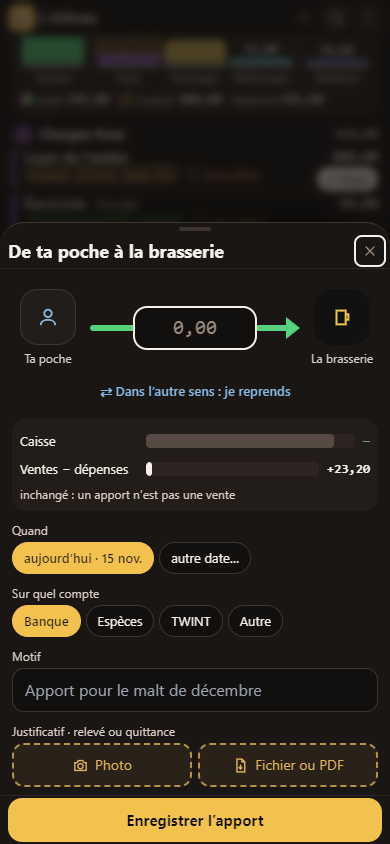 De ta poche à la brasserie
0,00
Ta poche
La brasserie
⇄ Dans l’autre sens : je reprends
Caisse –
Ventes – dépenses +23,20
inchangé : un apport n’est pas une vente
Quand
aujourd’hui · 15 nov.
autre date...
Sur quel compte
Banque
Espèces
TWINT
Autre
Motif
Apport pour le malt de décembre
Justificatif · relevé ou quittance
Photo
Fichier ou PDF
Enregistrer l’apport